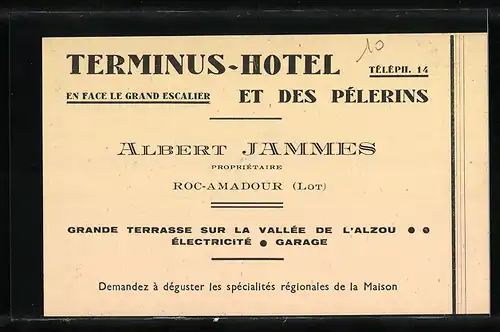 10
TERMINUS-HOTEL TÉLÉPH. 14
EN FACE LE GRAND ESCALIER ET DES PÉLERINS
ALBERT JAMMES
PROPRIÉTAIRE
ROC-AMADOUR (LOT)
GRANDE TERRASSE SUR LA VALLÉE DE L'ALZOU ● ●
ÉLECTRICITÉ ● GARAGE
Demandez à déguster les spécialités régionales de la Maison